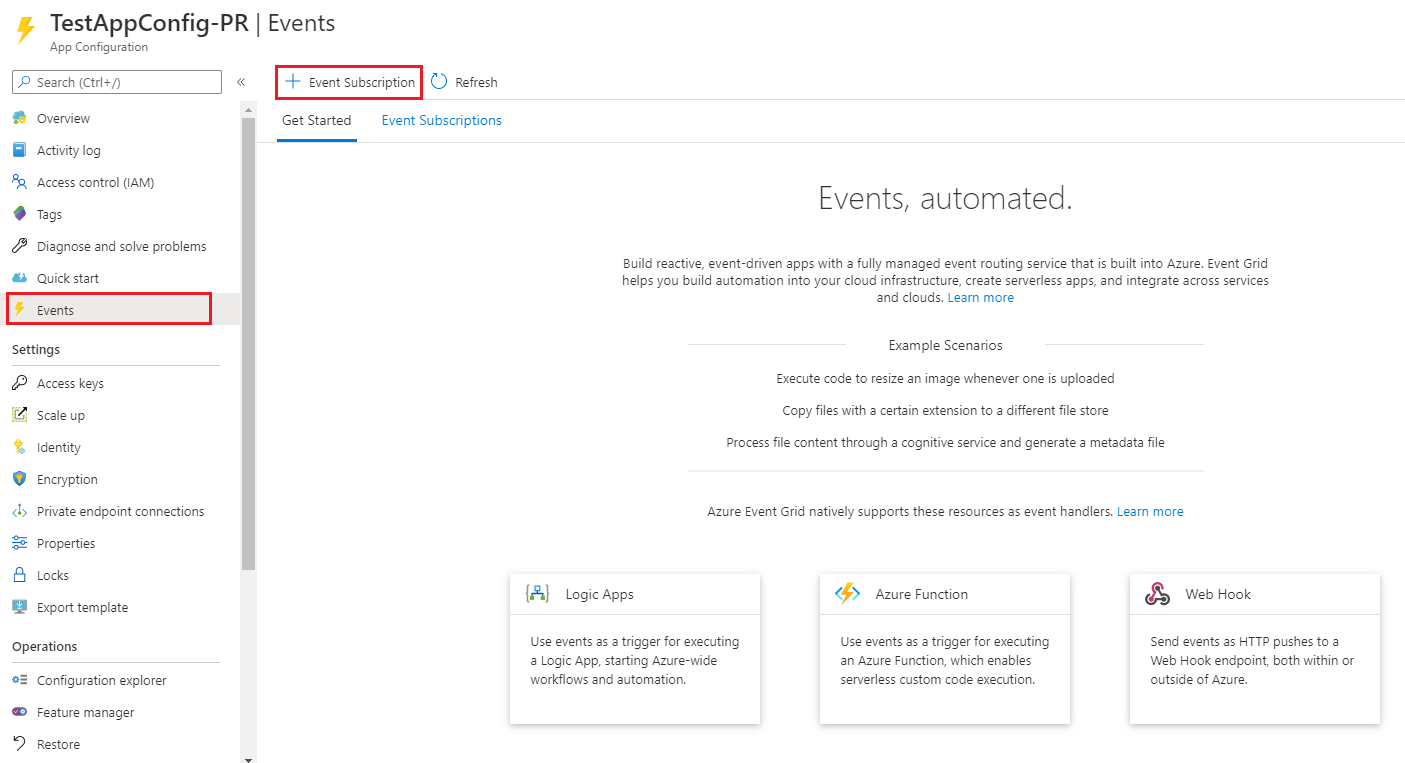 TestAppConfig-PR | Events
App Configuration
Search (Ctrl+/)
«
Overview
Activity log
Access control (IAM)
Tags
Diagnose and solve problems
Quick start
Events
Settings
Access keys
Scale up
Identity
Encryption
Private endpoint connections
Properties
Locks
Export template
Operations
Configuration explorer
Feature manager
Restore
Event Subscription
Refresh
Get Started
Event Subscriptions
Events, automated.
Build reactive, event-driven apps with a fully managed event routing service that is built into Azure. Event Grid
helps you build automation into your cloud infrastructure, create serverless apps, and integrate across services
and clouds. Learn more
Example Scenarios
Execute code to resize an image whenever one is uploaded
Copy files with a certain extension to a different file store
Process file content through a cognitive service and generate a metadata file
Azure Event Grid natively supports these resources as event handlers. Learn more
Logic Apps
Use events as a trigger for executing
a Logic App, starting Azure-wide
workflows and automation.
Azure Function
Use events as a trigger for executing
an Azure Function, which enables
serverless custom code execution.
Web Hook
Send events as HTTP pushes to a
Web Hook endpoint, both within or
outside of Azure.